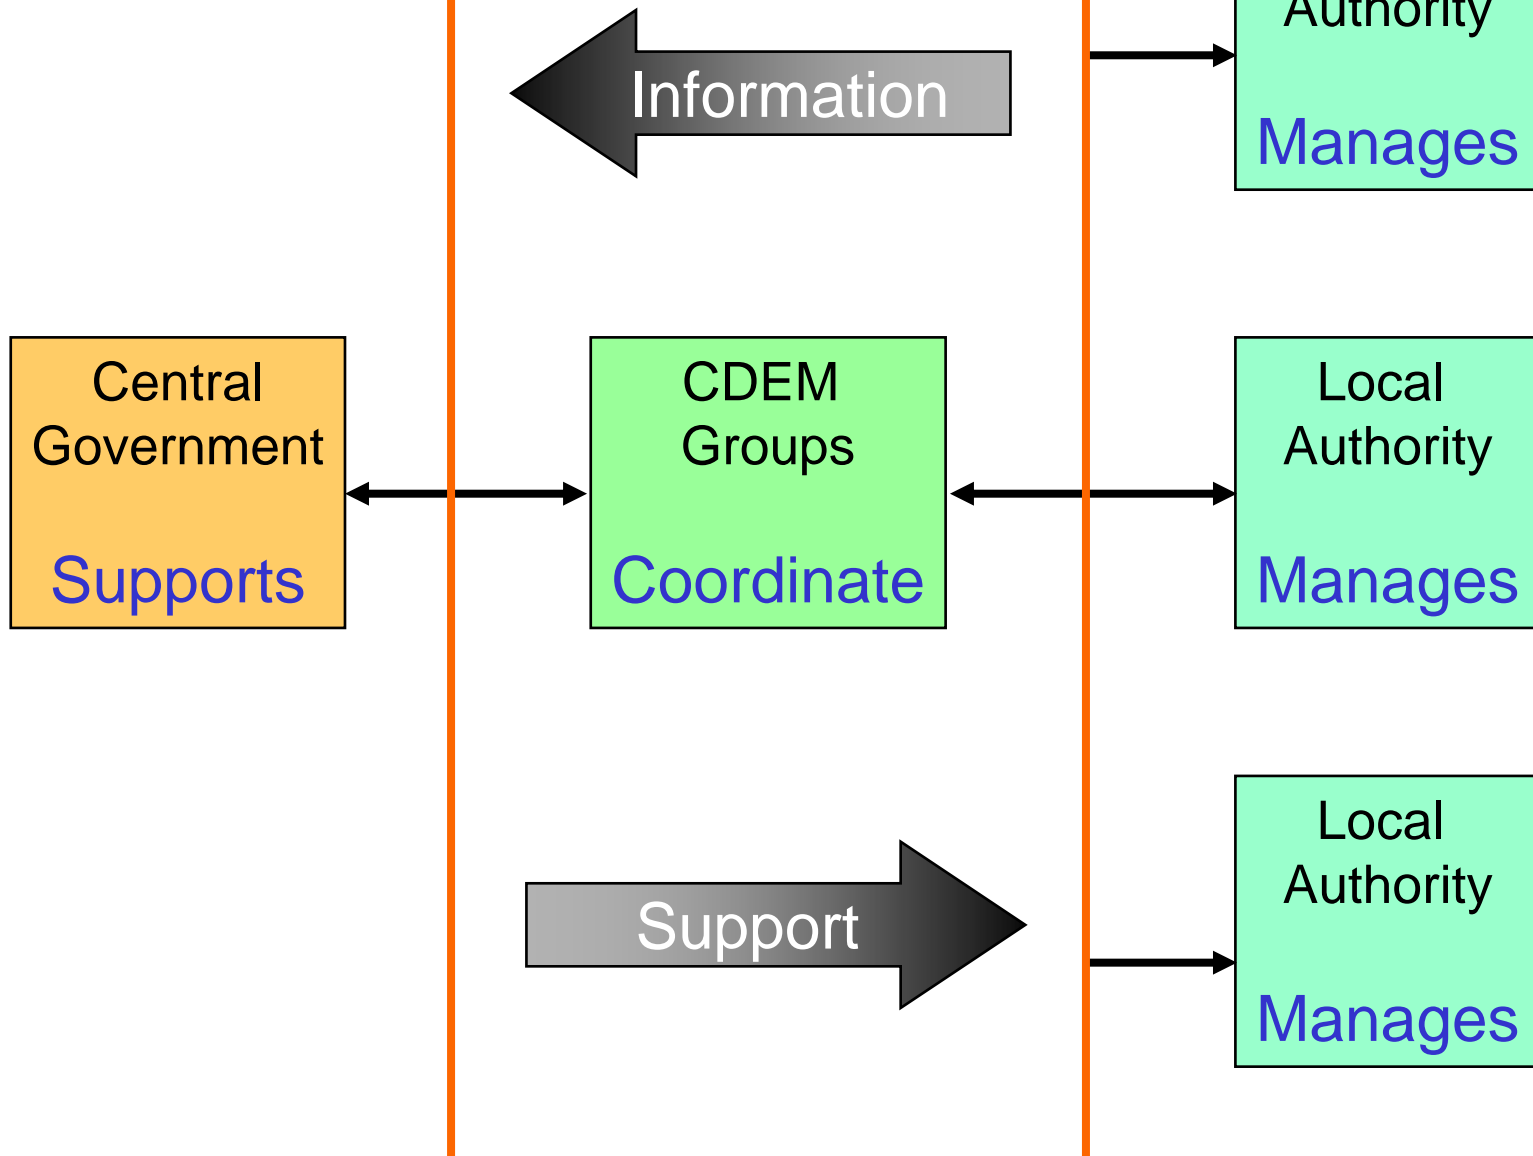 Authority
Manages
Information
Central
Government
Supports
CDEM
Groups
Coordinate
Local
Authority
Manages
Support
Local
Authority
Manages